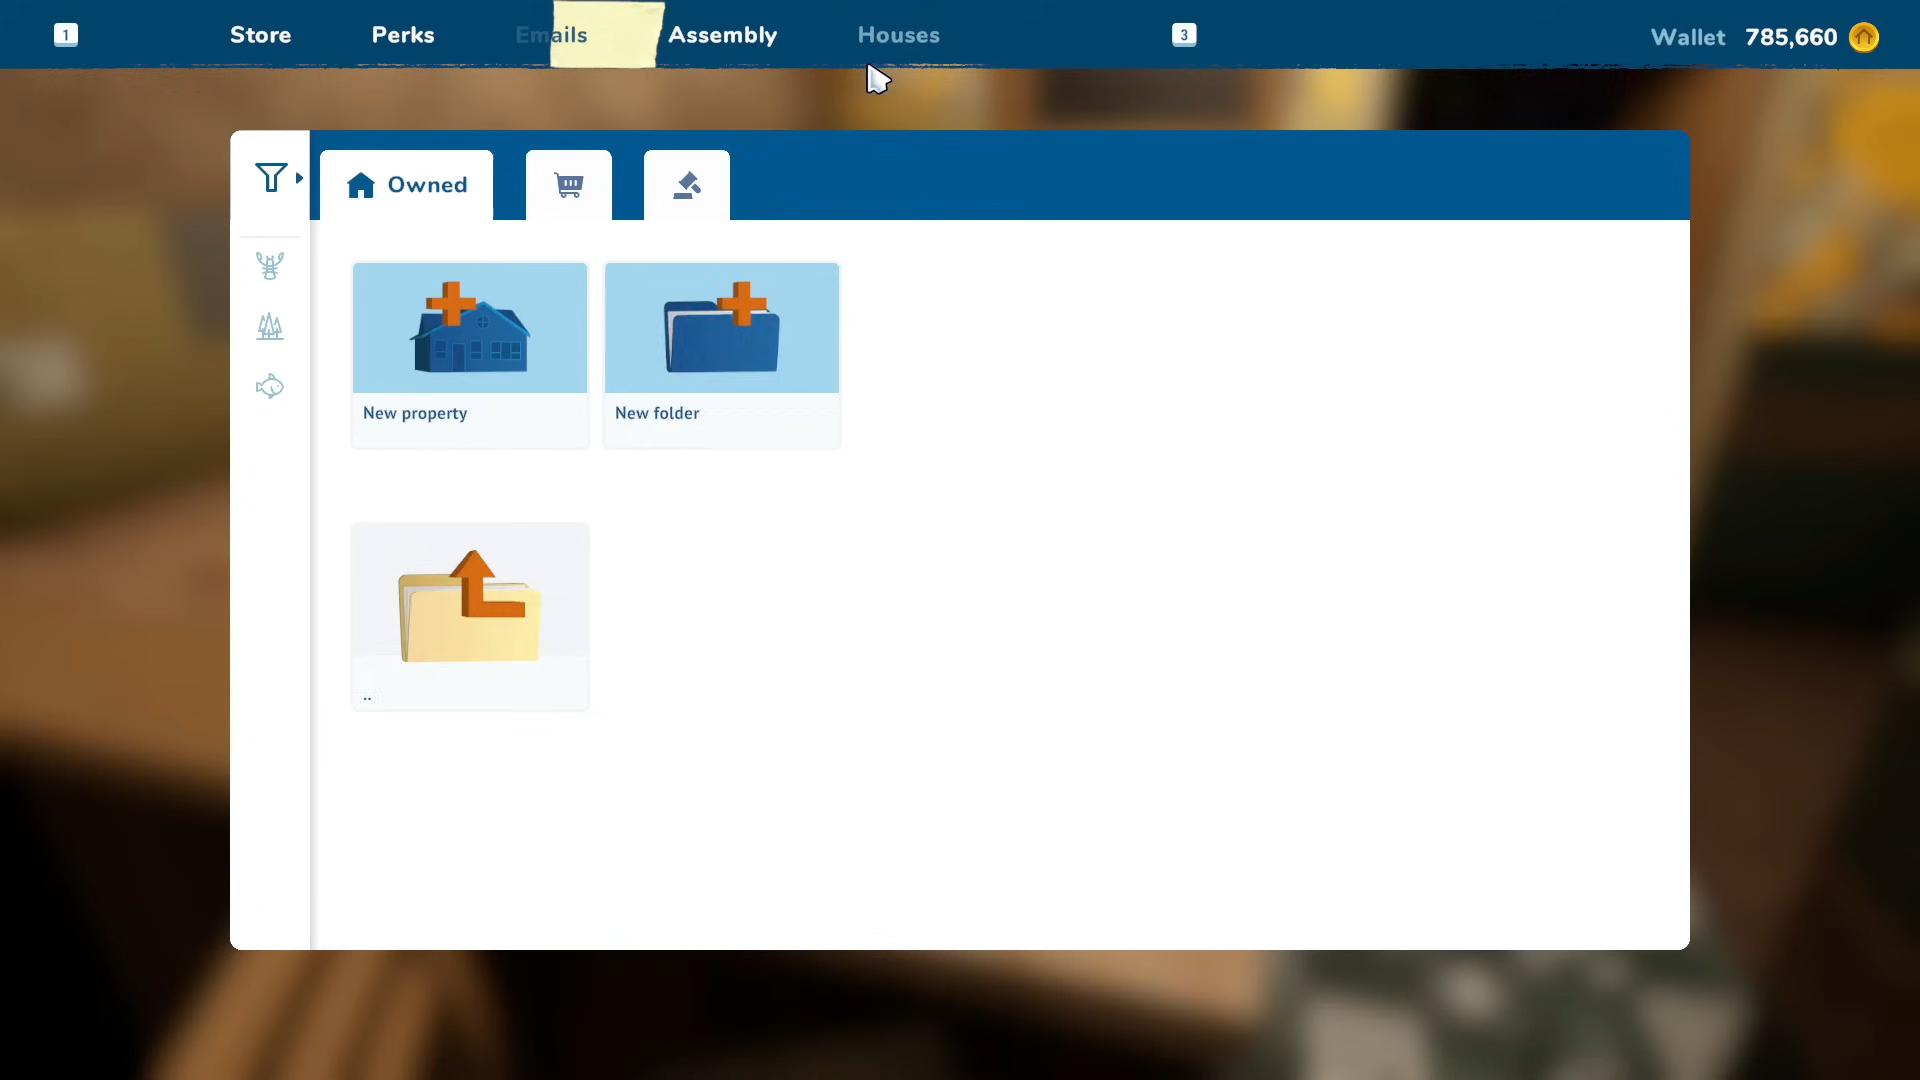 1
Store
Perks
Emails
Assembly
Houses
3
Wallet 785,660
Owned
New property
New folder
..